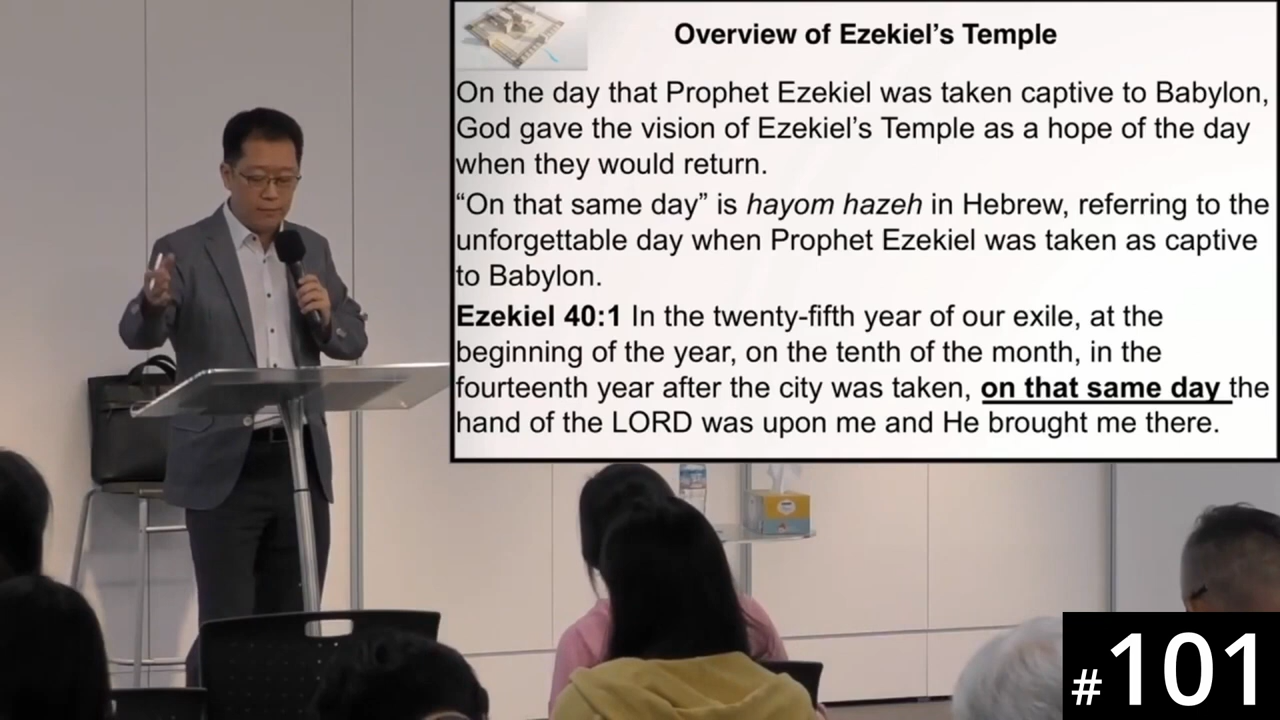 Overview of Ezekiel’s Temple
On the day that Prophet Ezekiel was taken captive to Babylon,
God gave the vision of Ezekiel’s Temple as a hope of the day
when they would return.
“On that same day” is hayom hazeh in Hebrew, referring to the
unforgettable day when Prophet Ezekiel was taken as captive
to Babylon.
Ezekiel 40:1 In the twenty-fifth year of our exile, at the
beginning of the year, on the tenth of the month, in the
fourteenth year after the city was taken, on that same day the
hand of the LORD was upon me and He brought me there.
#101